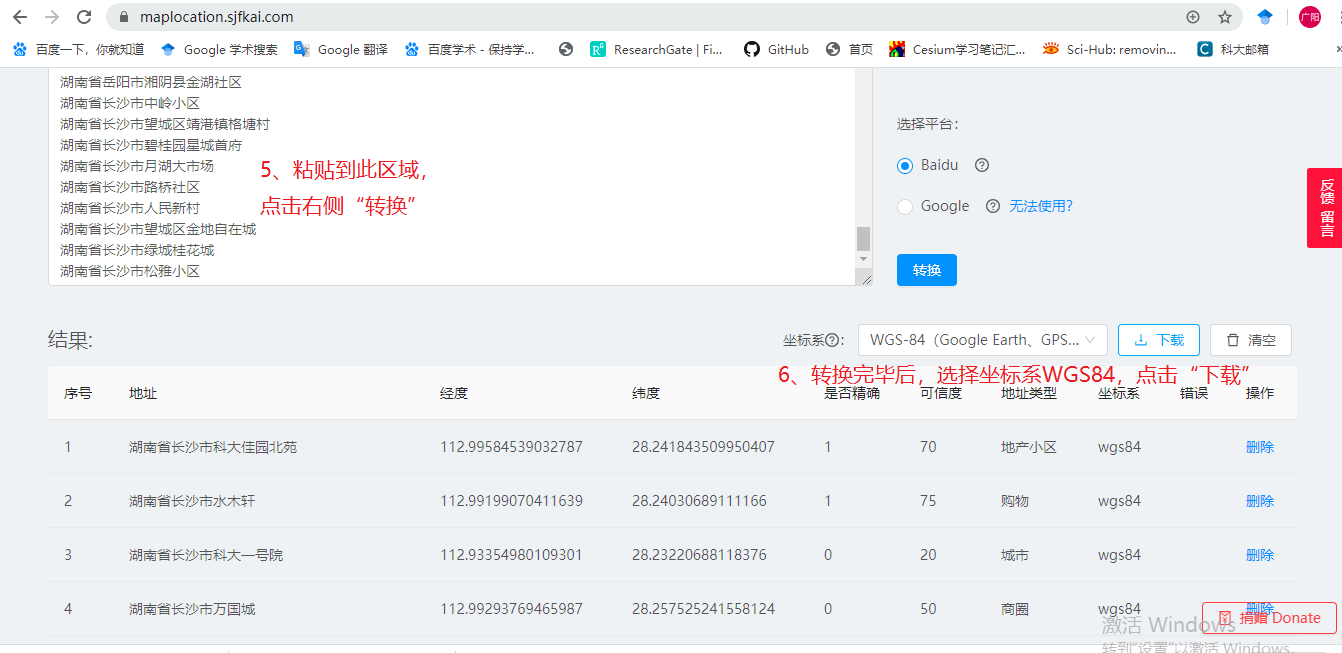 maplocation.sjfkai.com
广阳
百度一下，你就知道 Google 学术搜索 Google 翻译 百度学术 - 保持学... ResearchGate | Fi... GitHub 首页 Cesium学习笔记汇... Sci-Hub: removin... 科大邮箱
湖南省岳阳市湘阴县金湖社区
湖南省长沙市中岭小区
湖南省长沙市望城区靖港镇格塘村
湖南省长沙市碧桂园星城首府
湖南省长沙市月湖大市场
湖南省长沙市路桥社区
湖南省长沙市人民新村
湖南省长沙市望城区金地自在城
湖南省长沙市绿城桂花城
湖南省长沙市松雅小区
5、粘贴到此区域，
点击右侧“转换”
选择平台：
Baidu
Google 无法使用?
转换
反馈 留言
结果: 坐标系: WGS-84（Google Earth、GPS... 下载 清空
6、转换完毕后，选择坐标系WGS84，点击“下载”
序号 地址 经度 纬度 是否精确 可信度 地址类型 坐标系 错误 操作
1 湖南省长沙市科大佳园北苑 112.99584539032787 28.241843509950407 1 70 地产小区 wgs84 删除
2 湖南省长沙市水木轩 112.99199070411639 28.24030689111166 1 75 购物 wgs84 删除
3 湖南省长沙市科大一号院 112.93354980109301 28.23220688118376 0 20 城市 wgs84 删除
4 湖南省长沙市万国城 112.99293769465987 28.257525241558124 0 50 商圈 wgs84 删除
捐赠 Donate
激活 Windows
转到"设置"以激活 Windows。